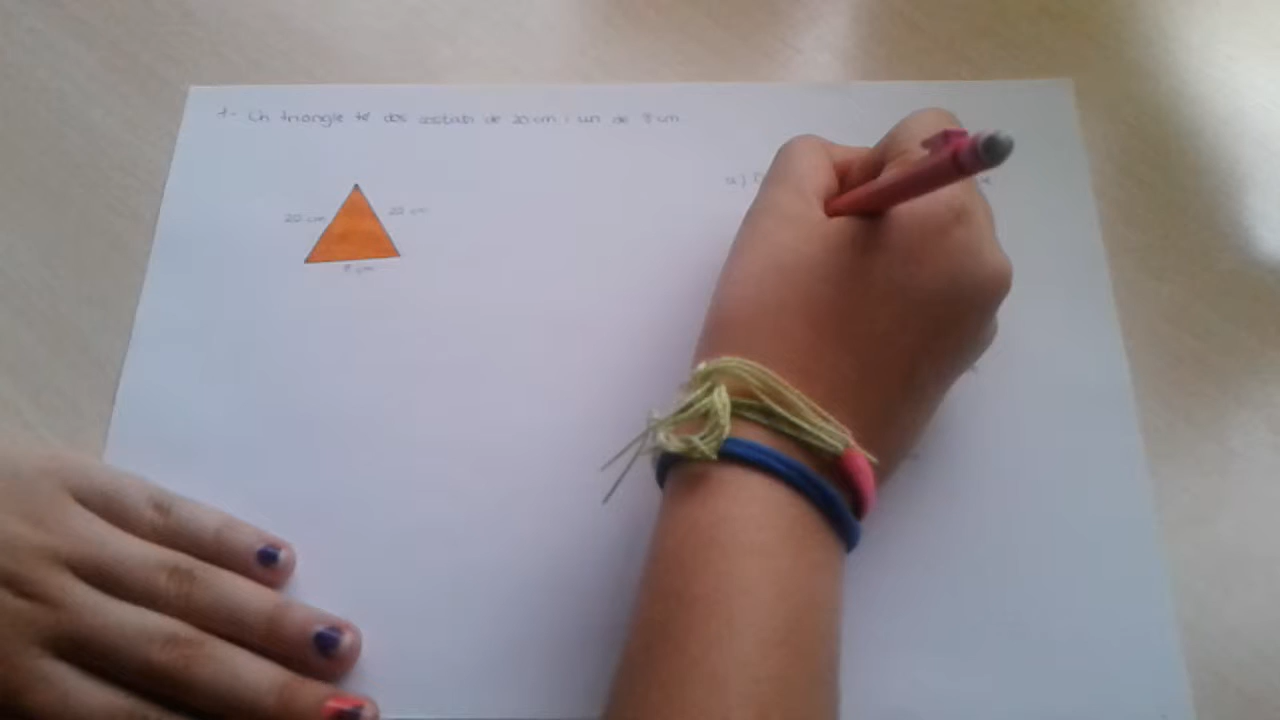 1- Un triangle té dos costats de 20 cm i un de 9 cm.
a)
20 cm
20 cm
9 cm